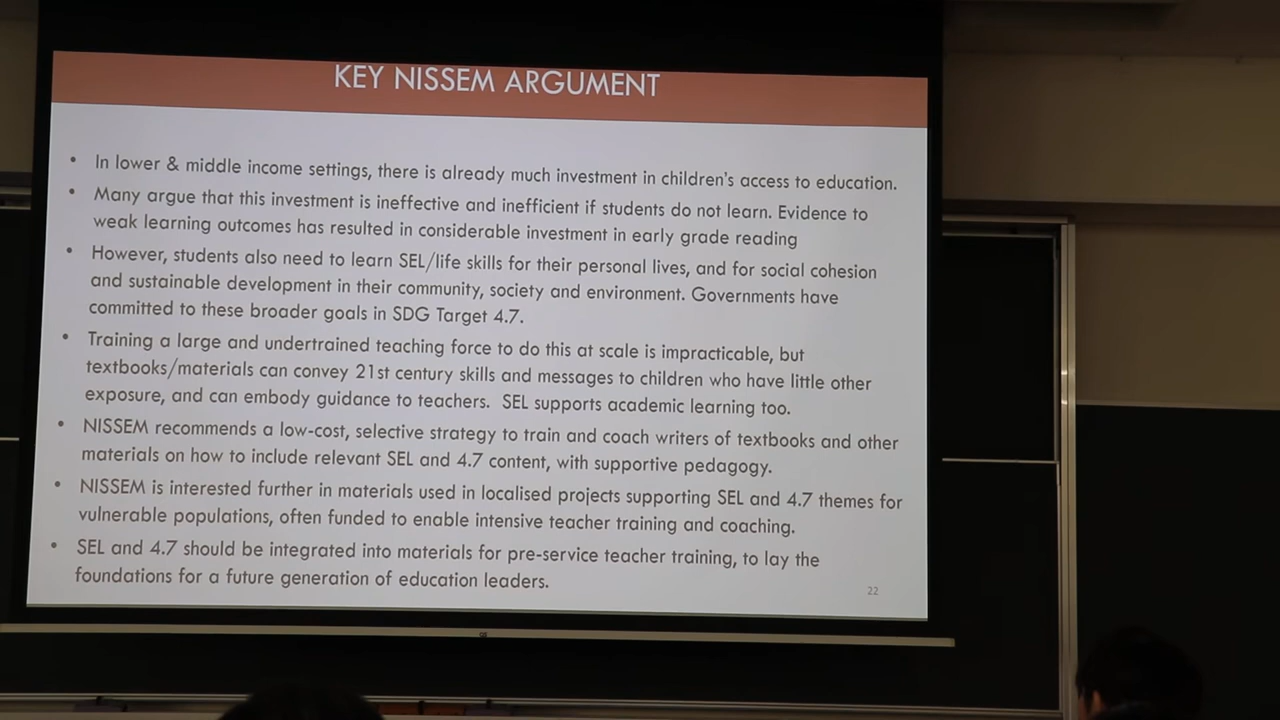 KEY NISSEM ARGUMENT
• In lower & middle income settings, there is already much investment in children's access to education.
• Many argue that this investment is ineffective and inefficient if students do not learn. Evidence to
weak learning outcomes has resulted in considerable investment in early grade reading
• However, students also need to learn SEL/life skills for their personal lives, and for social cohesion
and sustainable development in their community, society and environment. Governments have
committed to these broader goals in SDG Target 4.7.
• Training a large and undertrained teaching force to do this at scale is impracticable, but
textbooks/materials can convey 21st century skills and messages to children who have little other
exposure, and can embody guidance to teachers. SEL supports academic learning too.
• NISSEM recommends a low-cost, selective strategy to train and coach writers of textbooks and other
materials on how to include relevant SEL and 4.7 content, with supportive pedagogy.
• NISSEM is interested further in materials used in localised projects supporting SEL and 4.7 themes for
vulnerable populations, often funded to enable intensive teacher training and coaching.
• SEL and 4.7 should be integrated into materials for pre-service teacher training, to lay the
foundations for a future generation of education leaders.
22